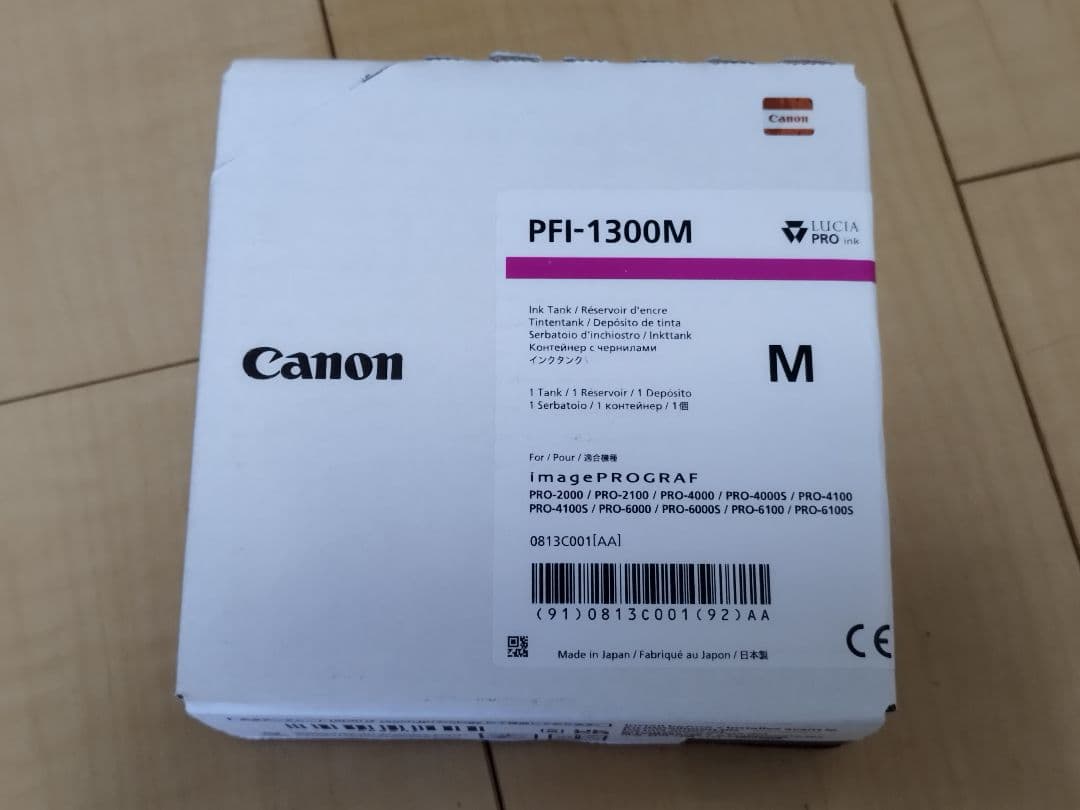 Canon
PFI-1300M
LUCIA
PRO ink
Ink Tank / Réservoir d'encre
Tintentank / Depósito de tinta
Serbatoio d'inchiostro / Inkttank
Контейнер с чернилами
インクタンク
M
Canon
1 Tank / 1 Réservoir / 1 Depósito
1 Serbatoio / 1 контейнер / 1個
For / Pour / 適合機種
imagePROGRAF
PRO-2000 / PRO-2100 / PRO-4000 / PRO-4000S / PRO-4100
PRO-4100S / PRO-6000 / PRO-6000S / PRO-6100 / PRO-6100S
0813C001[AA]
(91)0813C001(92)AA
Made in Japan / Fabriqué au Japon / 日本製
CE